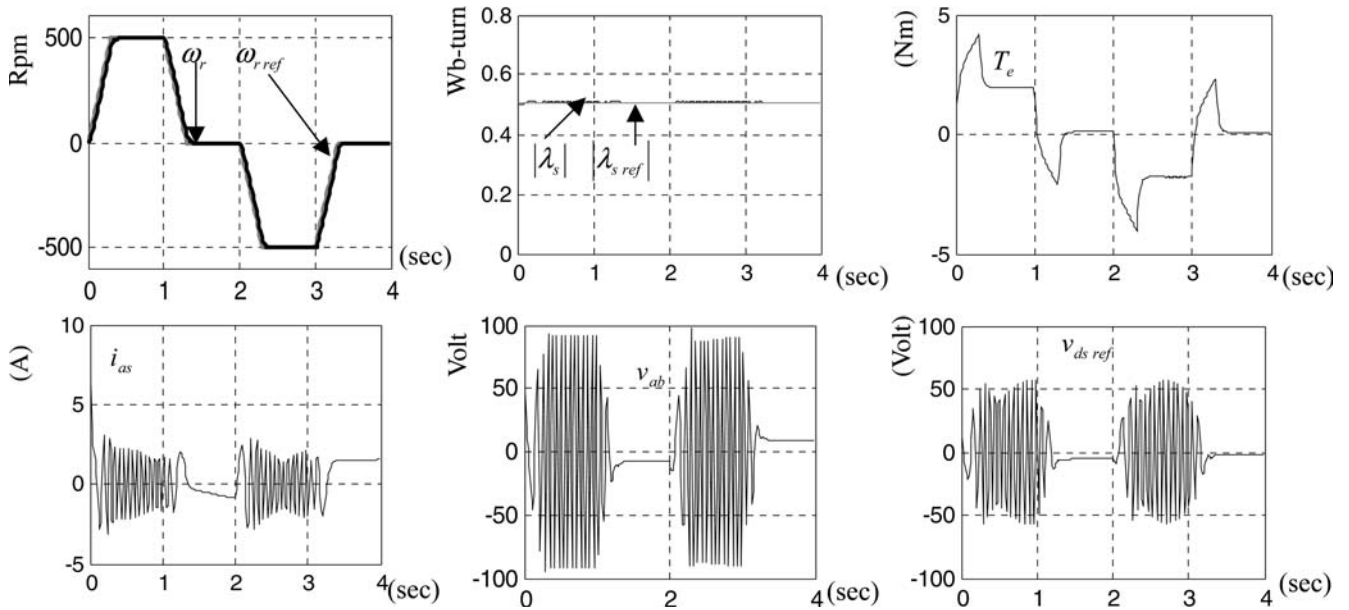 Rpm
500
0
-500
ω_r
ω_r ref
0 1 2 3 4
(sec)
Wb-turn
0.8
0.6
0.4
0.2
0
|λ_s|
|λ_s ref|
0 1 2 3 4
(sec)
(Nm)
5
0
-5
T_e
0 1 2 3 4
(sec)
(A)
10
5
0
-5
i_as
0 1 2 3 4
(sec)
Volt
100
50
0
-50
-100
v_ab
0 1 2 3 4
(sec)
(Volt)
100
50
0
-50
-100
v_ds ref
0 1 2 3 4
(sec)